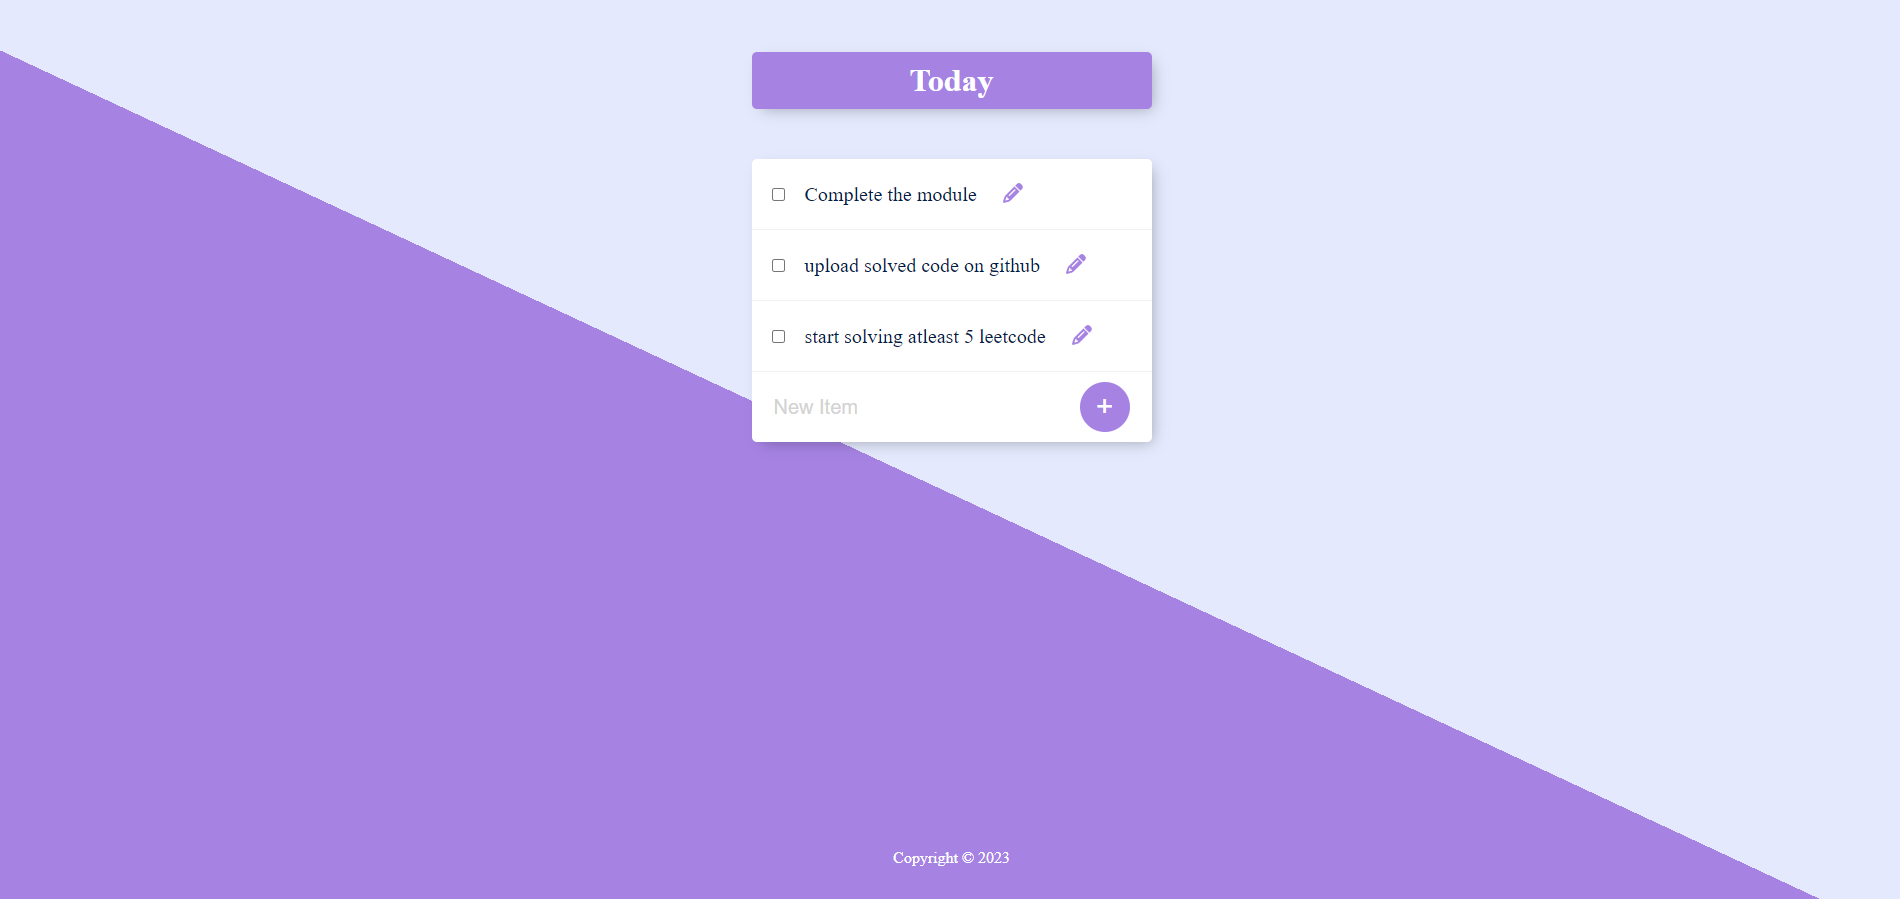 Today
Complete the module
upload solved code on github
start solving atleast 5 leetcode
New Item
+
Copyright © 2023